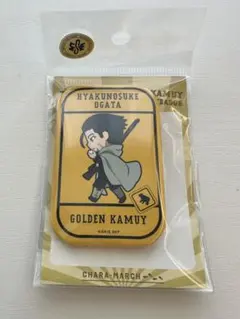 KAMUY
BADGE
HYAKUNOSUKE
OGATA
GOLDEN KAMUY
CHARA-MARCH